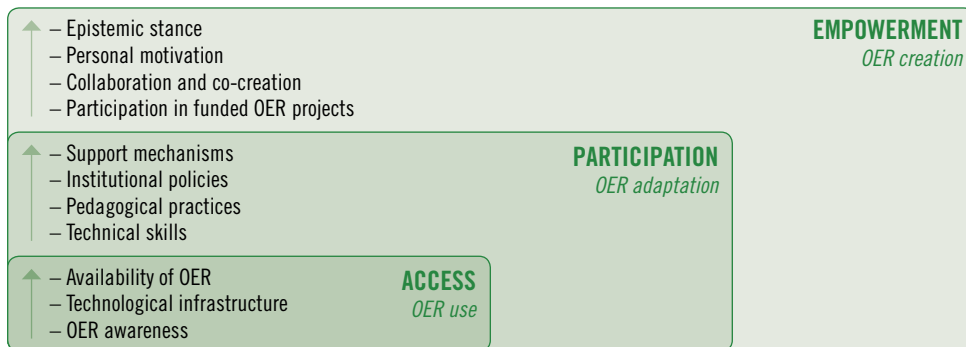 – Epistemic stance
– Personal motivation
– Collaboration and co-creation
– Participation in funded OER projects
EMPOWERMENT
OER creation
– Support mechanisms
– Institutional policies
– Pedagogical practices
– Technical skills
PARTICIPATION
OER adaptation
– Availability of OER
– Technological infrastructure
– OER awareness
ACCESS
OER use